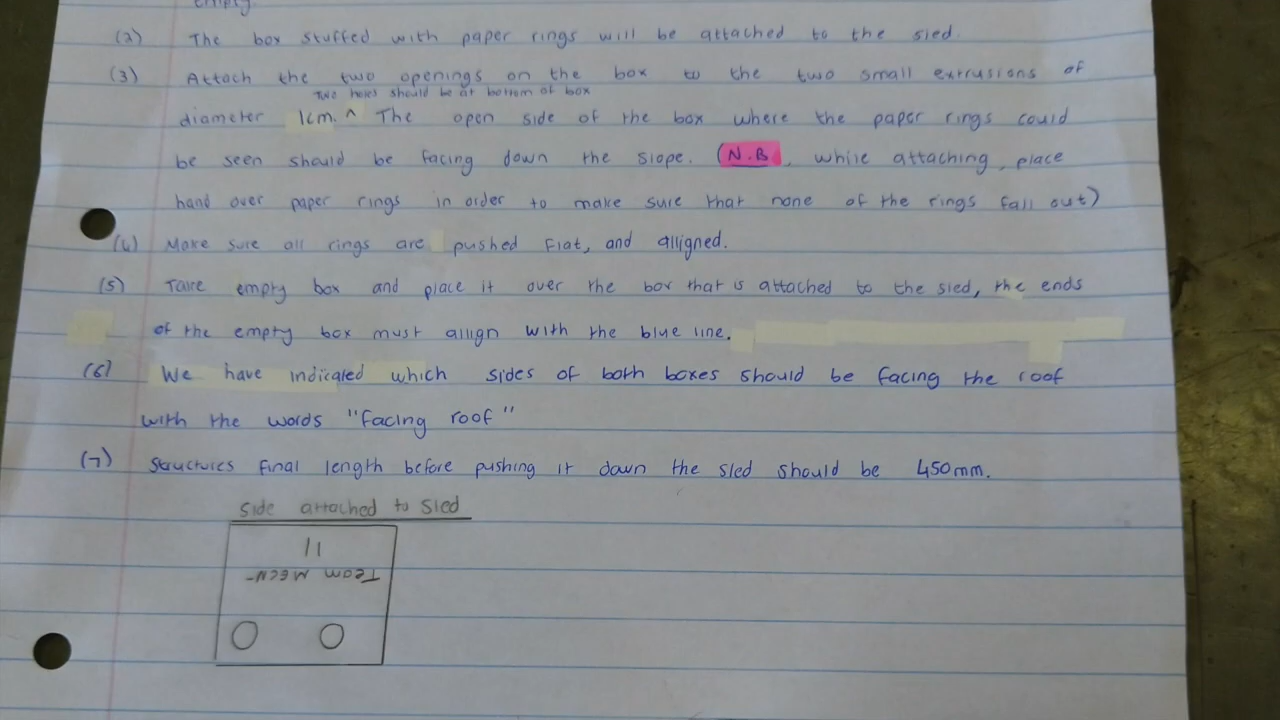 empty
(2) The box stuffed with paper rings will be attached to the sled.
(3) Attach the two openings on the box to the two small extrusions of
Two holes should be at bottom of box
diameter 1cm. ^ The open side of the box where the paper rings could
be seen should be facing down the slope. (N.B, while attaching, place
hand over paper rings in order to make sure that none of the rings fall out)
(4) Make sure all rings are pushed flat, and alligned.
(5) Take empty box and place it over the box that is attached to the sled, the ends
of the empty box must allign with the blue line.
(6) We have indicated which sides of both boxes should be facing the roof
with the words "facing roof"
(7) Structures final length before pushing it down the sled should be 450mm.
Side attached to sled
11
Team MECN-